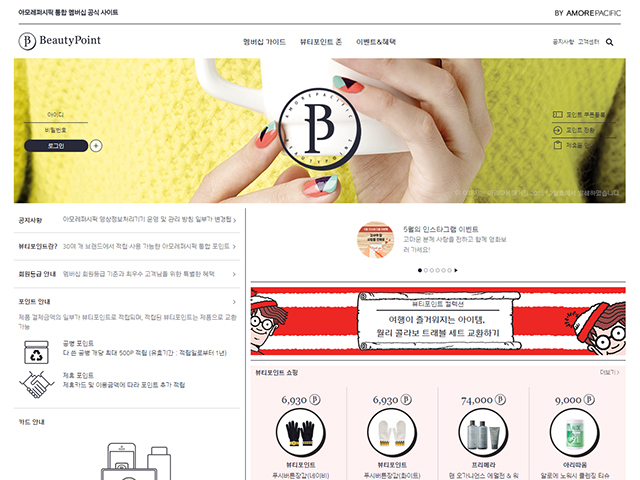 아모레퍼시픽 통합 멤버십 공식 사이트
BY AMOREPACIFIC
BeautyPoint
멤버십 가이드 뷰티포인트 존 이벤트&혜택
공지사항 고객센터
아이디
비밀번호
로그인
AMOREPACIFIC
BEAUTYPOINT
포인트 쿠폰등록
포인트 전환
공지사항 아모레퍼시픽 영상정보처리기기 운영 및 관리 방침 일부가 변경됩
뷰티포인트란? 30여 개 브랜드에서 적립 사용 가능한 아모레퍼시픽 통합 포인트
회원등급 안내 멤버십 회원등급 기준과 최우수 고객님을 위한 특별한 혜택
포인트 안내
제품 결제금액의 일부가 뷰티포인트로 적립되며, 적립된 뷰티포인트는 제품으로 교환
가능
공병 포인트
다 쓴 공병 개당 최대 500P 적립 (유효기간 : 적립일로부터 1년)
제휴 포인트
제휴카드 및 이용금액에 따라 포인트 추가 적립
카드 안내
5월의 인스타그램 이벤트
고마운 분께 사랑을 전하고 함께 영화보
러 가세요!
뷰티포인트 컬렉션
여행이 즐거워지는 아이템,
월리 콜라보 트래블 세트 교환하기
뷰티포인트 쇼핑
더보기 >
6,930 6,930 74,000 9,000
뷰티포인트 뷰티포인트 프리메라 아리따움
푸시버튼장갑(네이비) 푸시버튼장갑(화이트) 맨 오가니언스 에멀전 & 워 알로에 노워시 클렌징 티슈